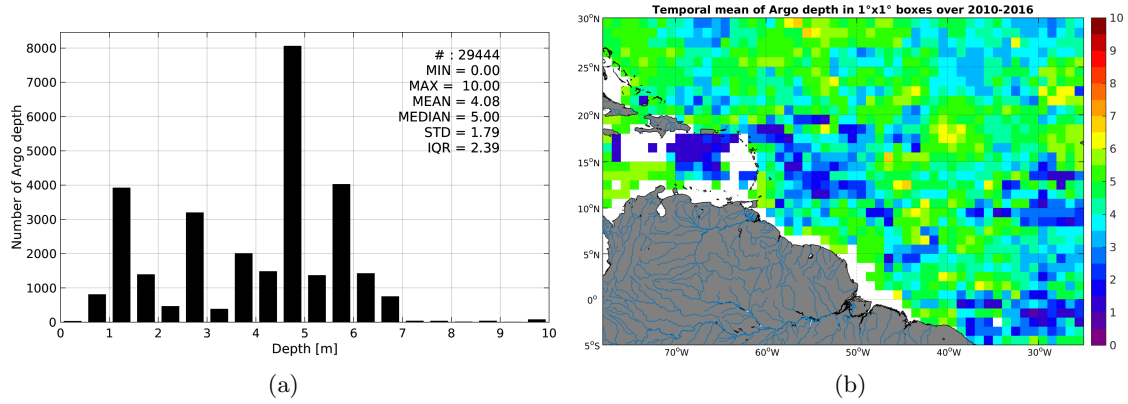 # : 29444
MIN = 0.00
MAX = 10.00
MEAN = 4.08
MEDIAN = 5.00
STD = 1.79
IQR = 2.39
Number of Argo depth
8000
7000
6000
5000
4000
3000
2000
1000
0
0 1 2 3 4 5 6 7 8 9 10
Depth [m]
(a)
Temporal mean of Argo depth in 1°x1° boxes over 2010-2016
30°N
25°N
20°N
15°N
10°N
5°N
0°
5°S
70°W 60°W 50°W 40°W 30°W
10
9
8
7
6
5
4
3
2
1
0
(b)